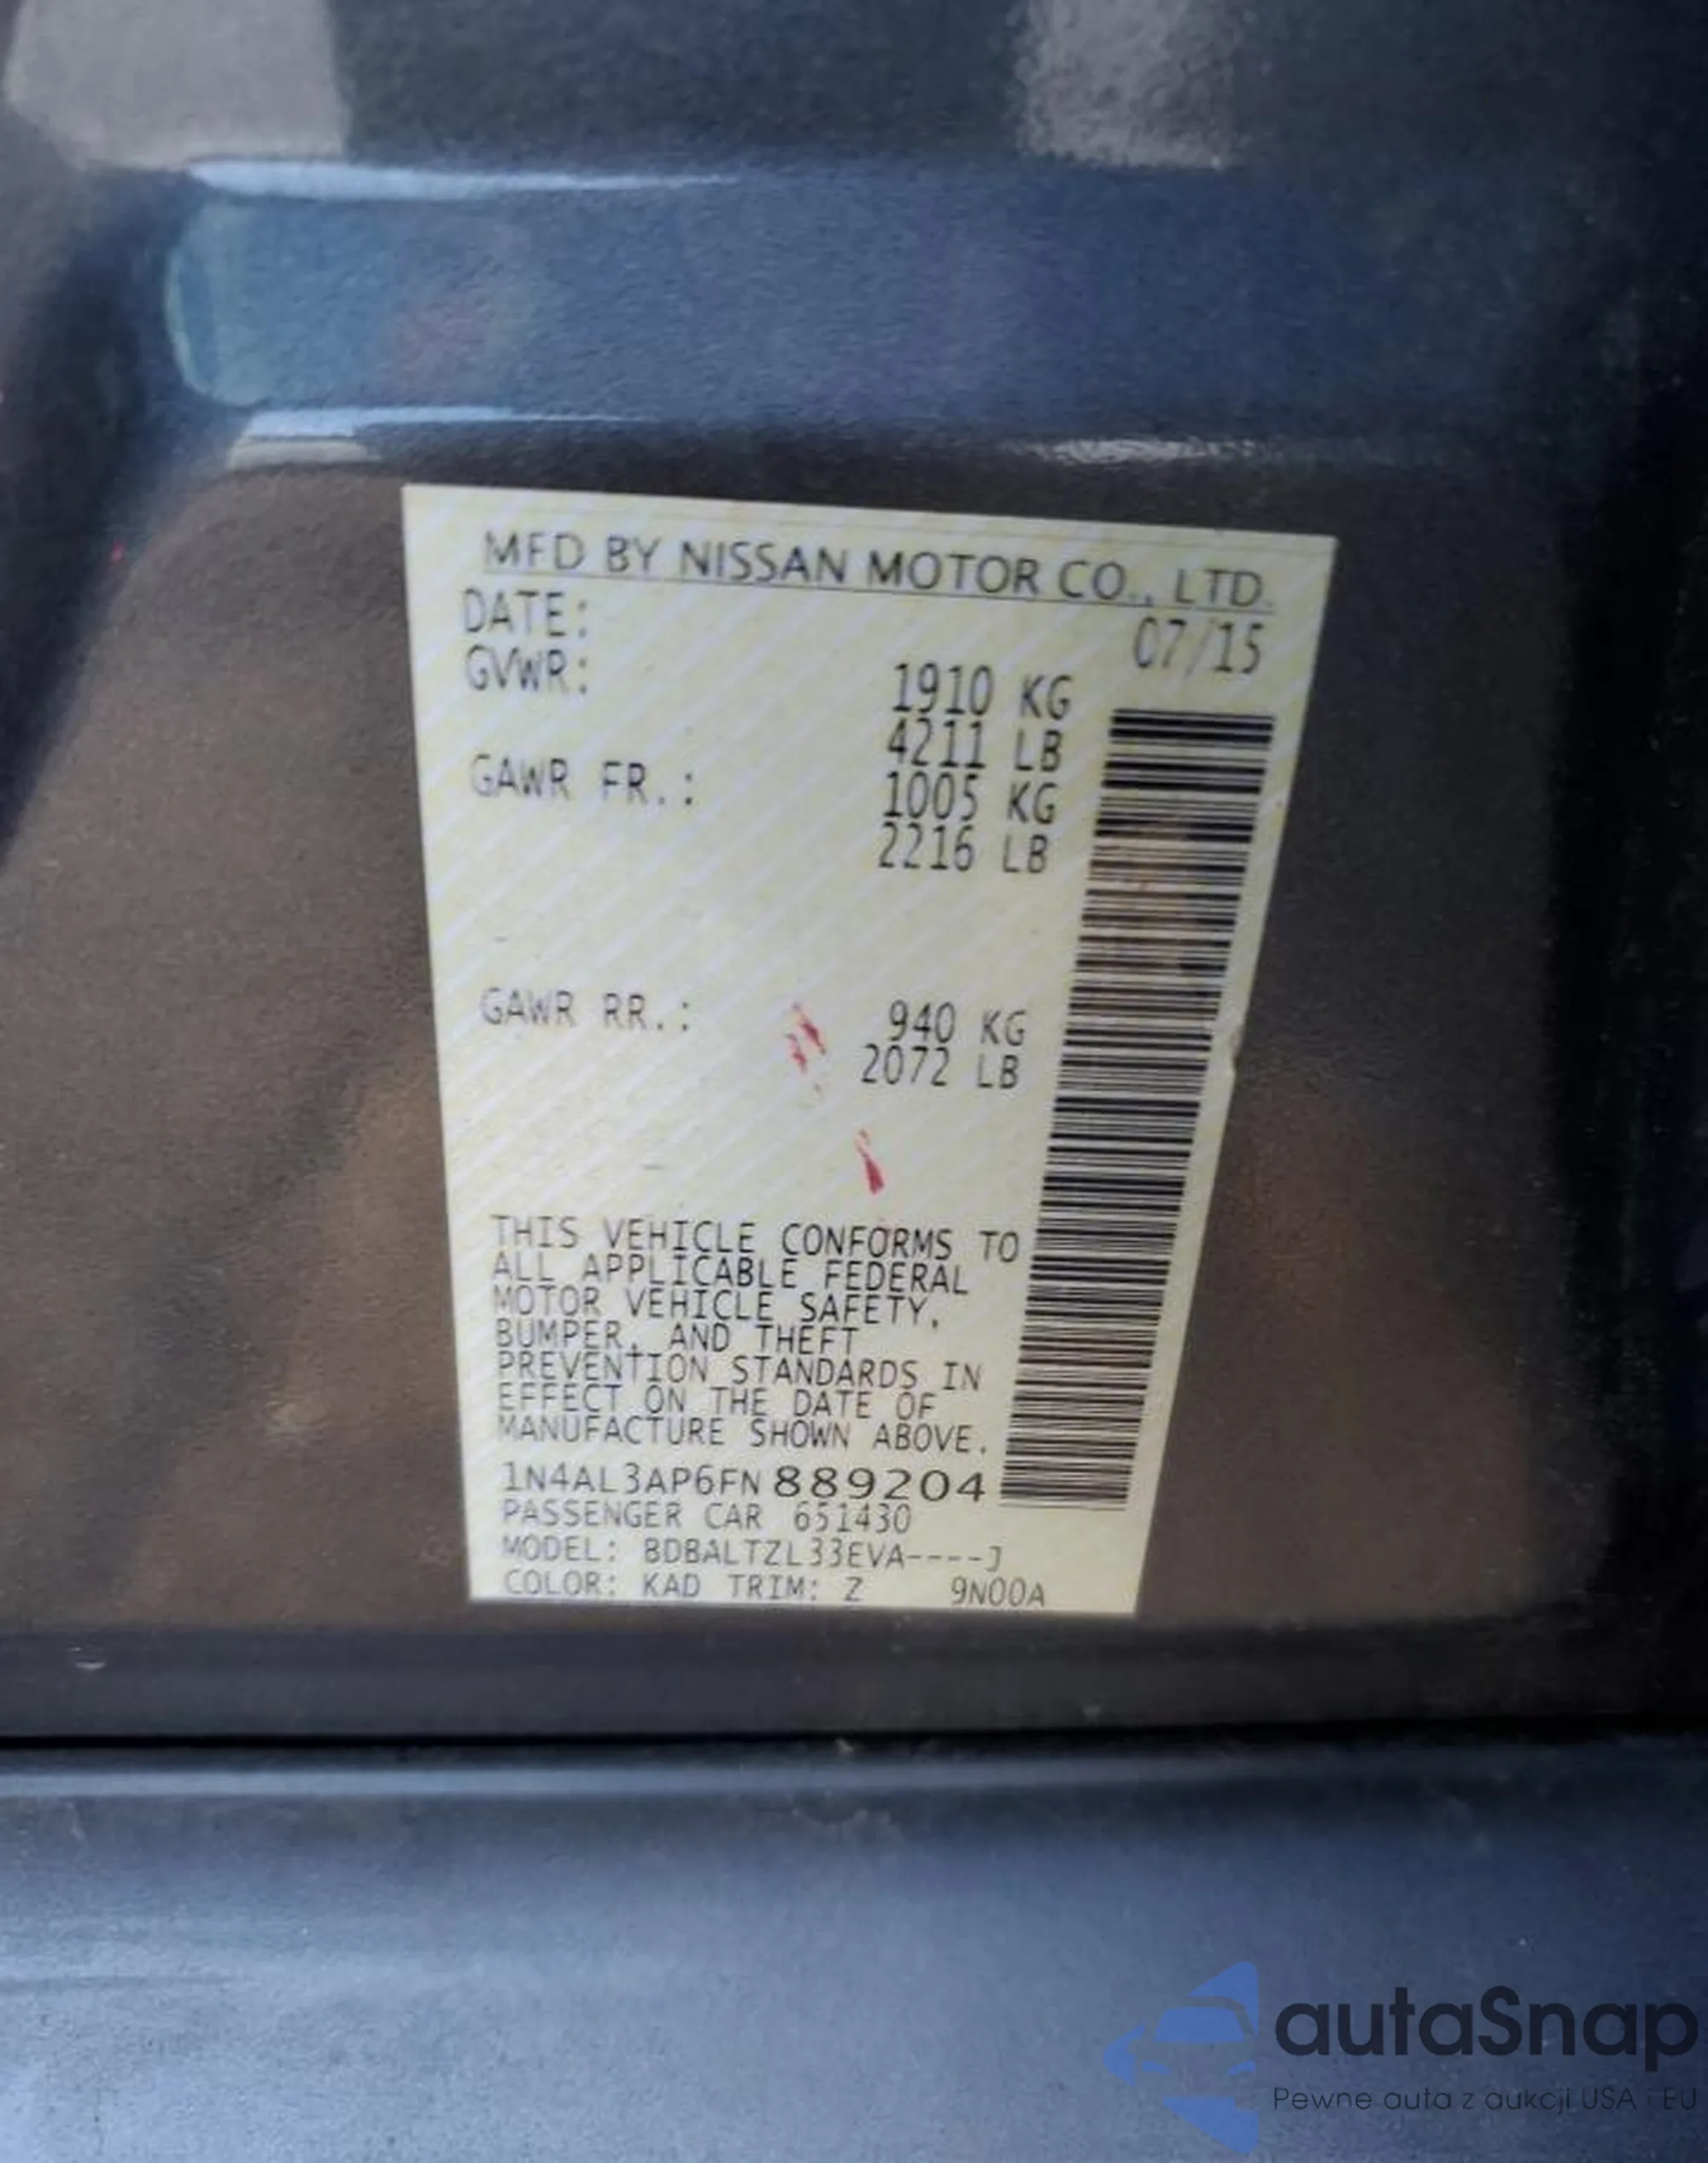 MFD BY NISSAN MOTOR CO., LTD.
DATE: 07/15
GVWR: 1910 KG
4211 LB
GAWR FR.: 1005 KG
2216 LB
GAWR RR.: 940 KG
2072 LB
THIS VEHICLE CONFORMS TO
ALL APPLICABLE FEDERAL
MOTOR VEHICLE SAFETY,
BUMPER, AND THEFT
PREVENTION STANDARDS IN
EFFECT ON THE DATE OF
MANUFACTURE SHOWN ABOVE.
1N4AL3AP6FN889204
PASSENGER CAR 651430
MODEL: BDBALTZL33EVA----J
COLOR: KAD TRIM: Z 9N00A
autaSnap
Pewne auta z aukcji USA i EU